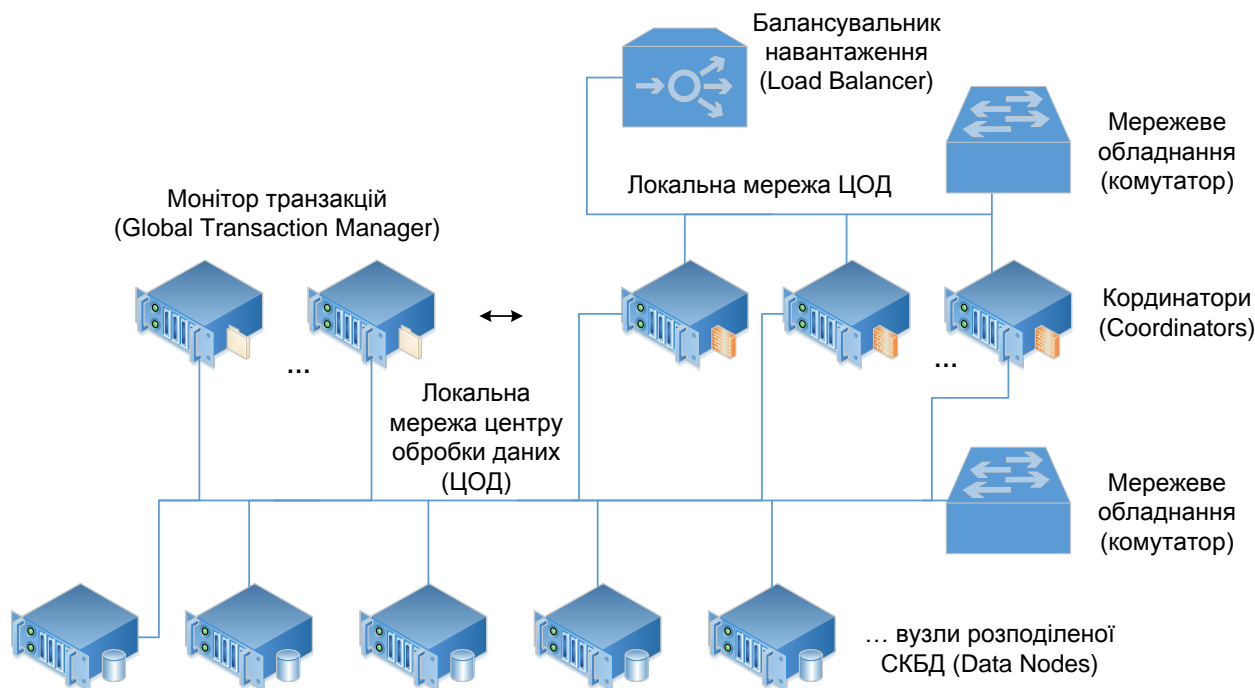 Балансувальник
навантаження
(Load Balancer)
Мережеве
обладнання
(комутатор)
Локальна мережа ЦОД
Монітор транзакцій
(Global Transaction Manager)
Кординатори
(Coordinators)
...
...
Локальна
мережа центру
обробки даних
(ЦОД)
Мережеве
обладнання
(комутатор)
... вузли розподіленої
СКБД (Data Nodes)